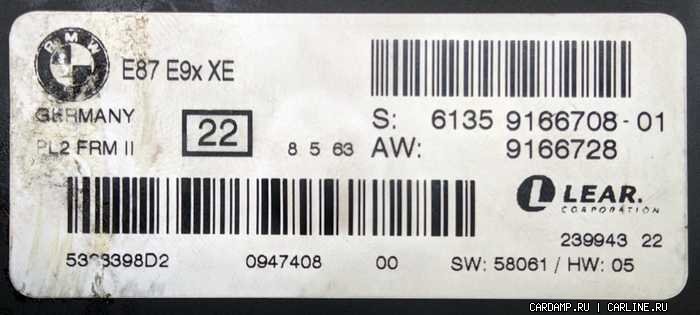 BMW
E87 E9x XE
GERMANY
PL2 FRM II
22
8 5 63
S: 6135 9166708-01
AW: 9166728
LEAR.
CORPORATION
239943 22
0947408 00 SW: 58061 / HW: 05
CARDAMP.RU | CARLINE.RU